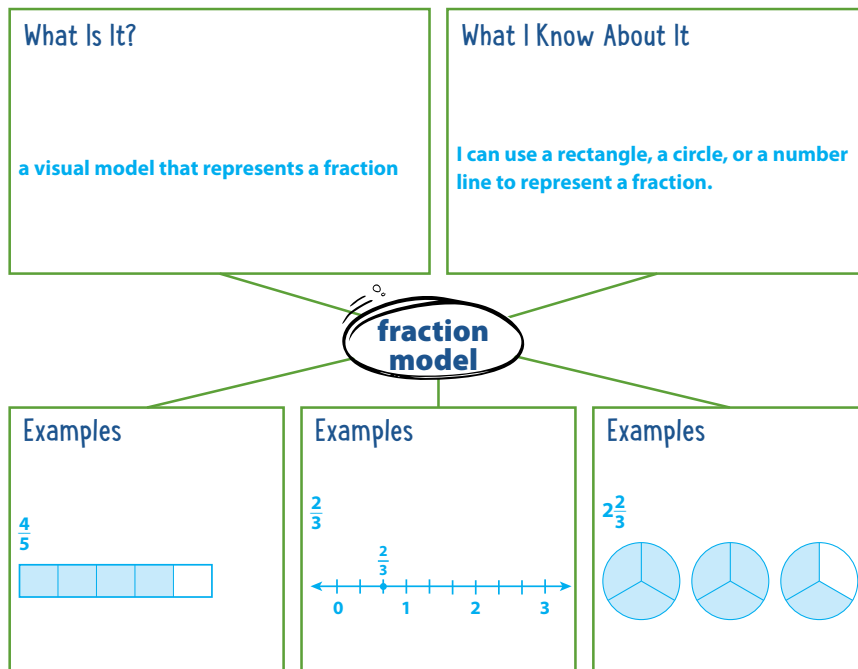 What Is It?
a visual model that represents a fraction
What I Know About It
I can use a rectangle, a circle, or a number
line to represent a fraction.
fraction
model
Examples
4/5
Examples
2/3
2/3
0 1 2 3
Examples
2 2/3